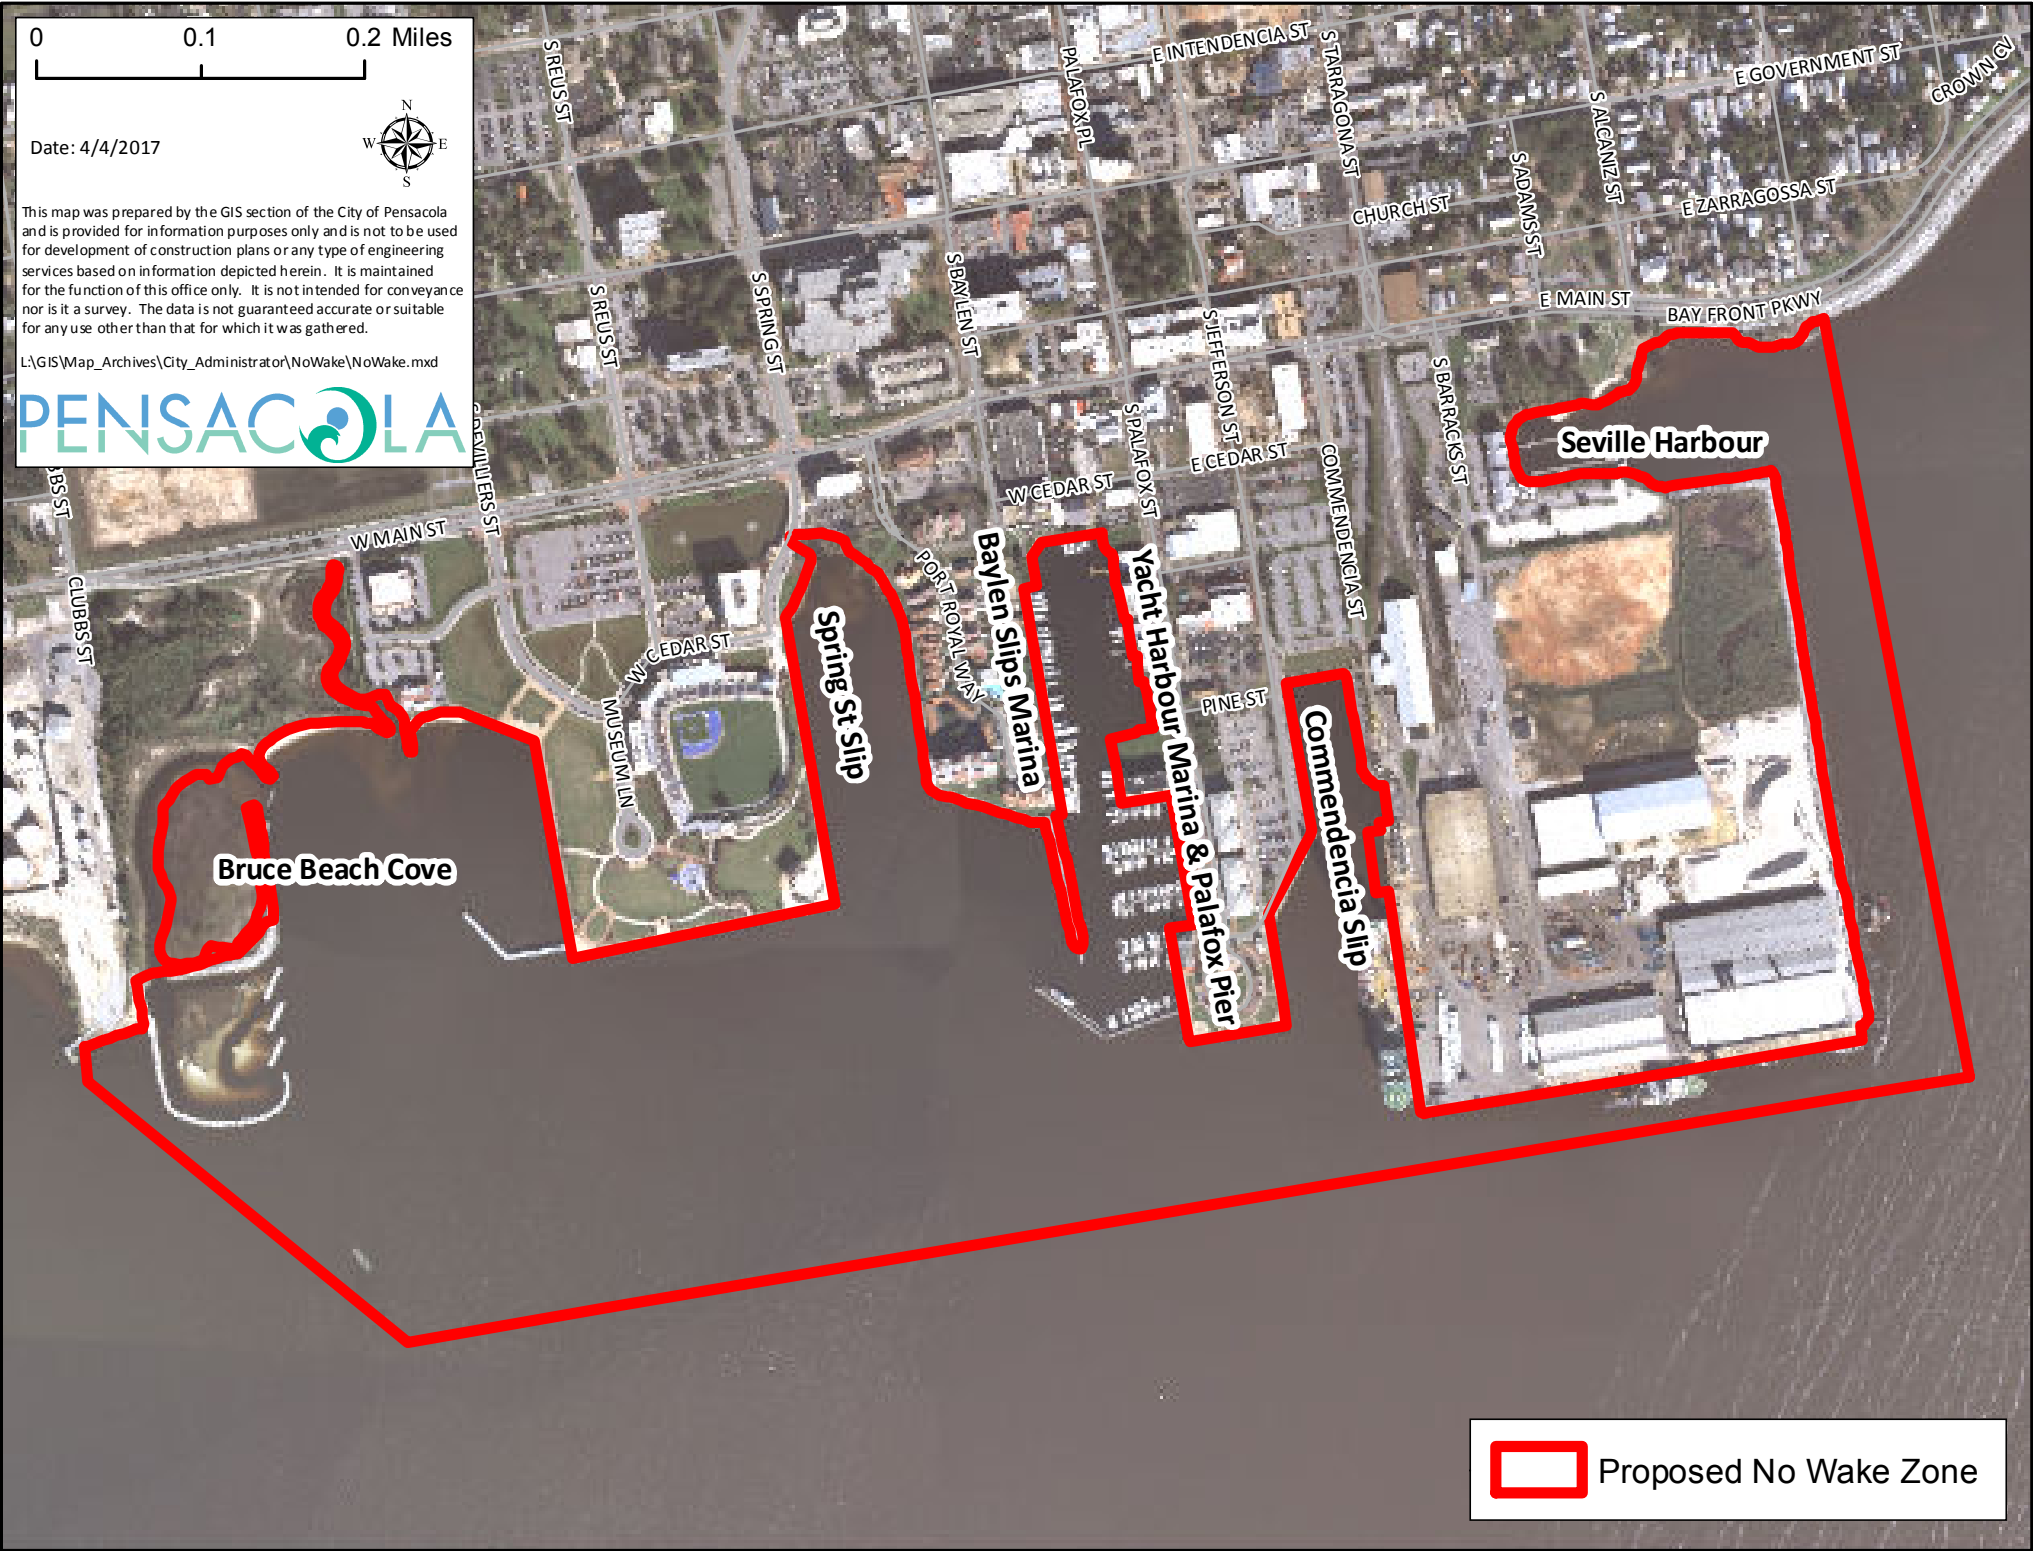 0 0.1 0.2 Miles
Date: 4/4/2017
N
W E
S
This map was prepared by the GIS section of the City of Pensacola
and is provided for information purposes only and is not to be used
for development of construction plans or any type of engineering
services based on information depicted herein. It is maintained
for the function of this office only. It is not intended for conveyance
nor is it a survey. The data is not guaranteed accurate or suitable
for any use other than that for which it was gathered.
L:\GIS\Map_Archives\City_Administrator\NoWake\NoWake.mxd
PENSACOLA
S REUS ST
PALAFOX PL
E INTENDENCIA ST
S TARRAGONA ST
E GOVERNMENT ST
CROWN CV
S ALCANIZ ST
S ADAMS ST
CHURCH ST
E ZARRAGOSSA ST
S REUS ST
S SPRING ST
S BAYLEN ST
S JEFFERSON ST
E MAIN ST
BAY FRONT PKWY
S BARRACKS ST
S PALAFOX ST
E CEDAR ST
W CEDAR ST
COMMENDENCIA ST
Seville Harbour
W MAIN ST
CLUBBS ST
PORT ROYAL WAY
W CEDAR ST
MUSEUM LN
PINE ST
Spring St Slip
Baylen Slips Marina
Yacht Harbour Marina & Palafox Pier
Commendencia Slip
Bruce Beach Cove
Proposed No Wake Zone